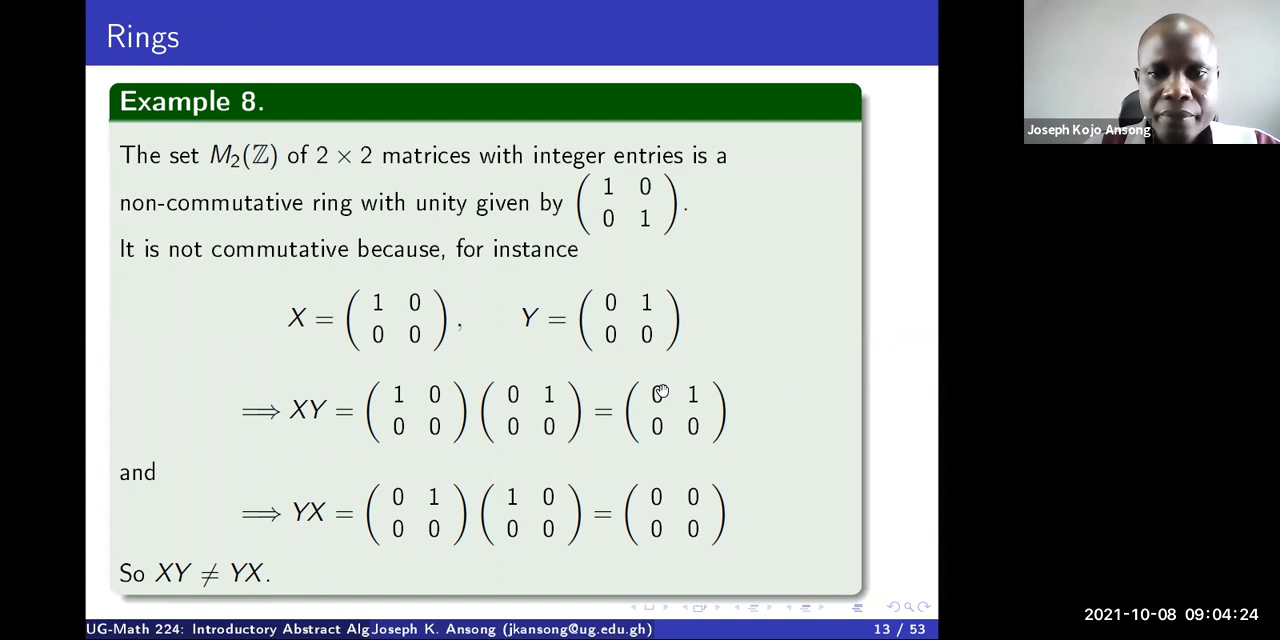 Rings
Example 8.
The set M₂(ℤ) of 2 × 2 matrices with integer entries is a
non-commutative ring with unity given by ( 1 0 ; 0 1 ).
It is not commutative because, for instance
X = ( 1 0 ; 0 0 ), Y = ( 0 1 ; 0 0 )
⟹ XY = ( 1 0 ; 0 0 ) ( 0 1 ; 0 0 ) = ( 0 1 ; 0 0 )
and
⟹ YX = ( 0 1 ; 0 0 ) ( 1 0 ; 0 0 ) = ( 0 0 ; 0 0 )
So XY ≠ YX.
UG-Math 224: Introductory Abstract Alg Joseph K. Ansong (jkansong@ug.edu.gh) 13 / 53
Joseph Kojo Ansong
2021-10-08 09:04:24